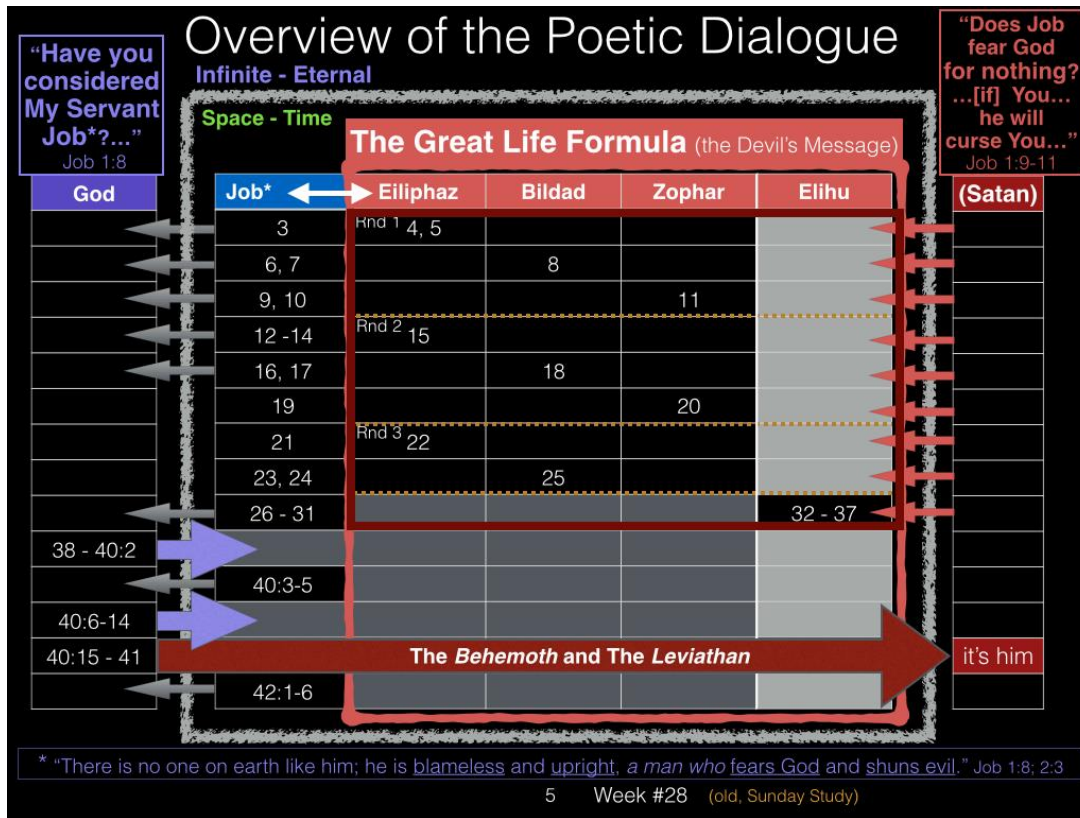 Overview of the Poetic Dialogue
“Have you
considered
My Servant
Job*?...”
Job 1:8
Infinite - Eternal
“Does Job
fear God
for nothing?
...[if] You...
he will
curse You...”
Job 1:9-11
Space - Time
The Great Life Formula (the Devil's Message)
God Job* Eiliphaz Bildad Zophar Elihu (Satan)
3 Rnd 1 4, 5
6, 7 8
9, 10 11
12 -14 Rnd 2 15
16, 17 18
19 20
21 Rnd 3 22
23, 24 25
26 - 31 32 - 37
38 - 40:2
40:3-5
40:6-14
40:15 - 41 The Behemoth and The Leviathan it's him
42:1-6
* “There is no one on earth like him; he is blameless and upright, a man who fears God and shuns evil.” Job 1:8; 2:3
5 Week #28 (old, Sunday Study)